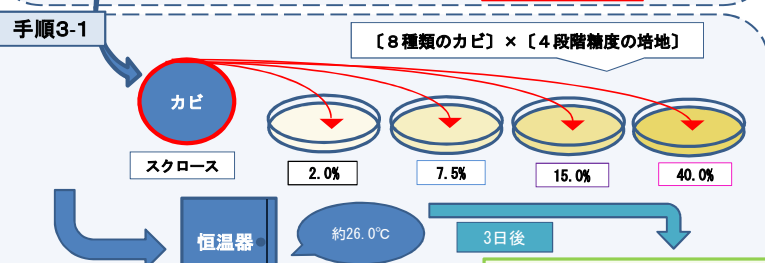 手順3-1
〔８種類のカビ〕×〔４段階糖度の培地〕
カビ
スクロース
2.0%
7.5%
15.0%
40.0%
恒温器
約26.0℃
3日後